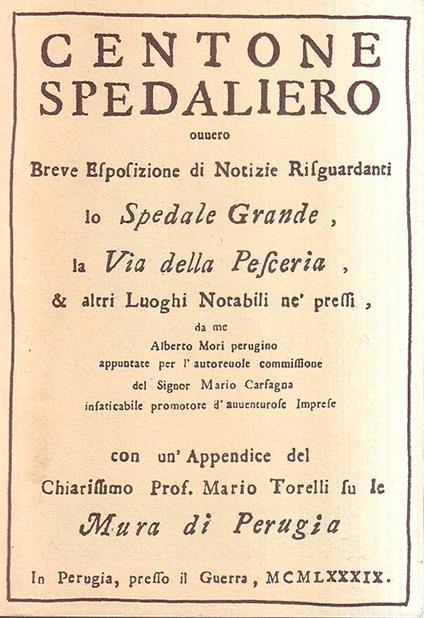 CENTONE
SPEDALIERO
ouuero
Breve Eſpoſizione di Notizie Riſguardanti
lo Spedale Grande ,
la Via della Peſceria ,
& altri Luoghi Notabili ne' preſſi ,
da me
Alberto Mori perugino
appuntate per l' autoreuole commiſſione
del Signor Mario Carfagna
infaticabile promotore d' auuenturoſe Impreſe
con un' Appendice del
Chiariſſimo Prof. Mario Torelli ſu le
Mura di Perugia
In Perugia, preſſo il Guerra , MCMLXXXIX.